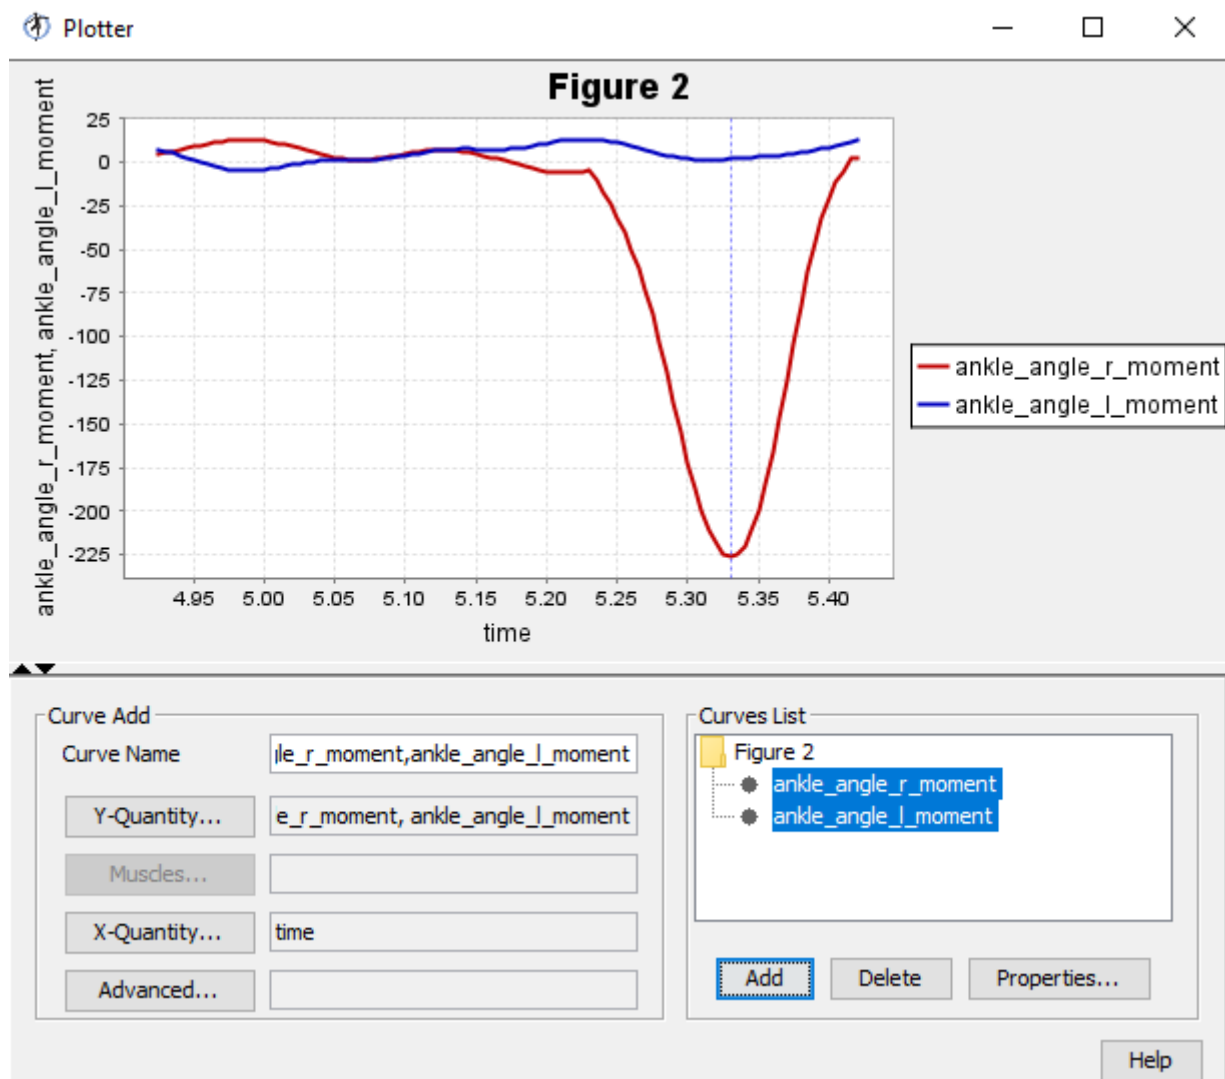 Plotter
Figure 2
ankle_angle_r_moment, ankle_angle_l_moment
25
0
-25
-50
-75
-100
-125
-150
-175
-200
-225
4.95 5.00 5.05 5.10 5.15 5.20 5.25 5.30 5.35 5.40
time
ankle_angle_r_moment
ankle_angle_l_moment
Curve Add
Curve Name
le_r_moment,ankle_angle_l_moment
Y-Quantity...
e_r_moment, ankle_angle_l_moment
Muscles...
X-Quantity...
time
Advanced...
Curves List
Figure 2
ankle_angle_r_moment
ankle_angle_l_moment
Add Delete Properties...
Help